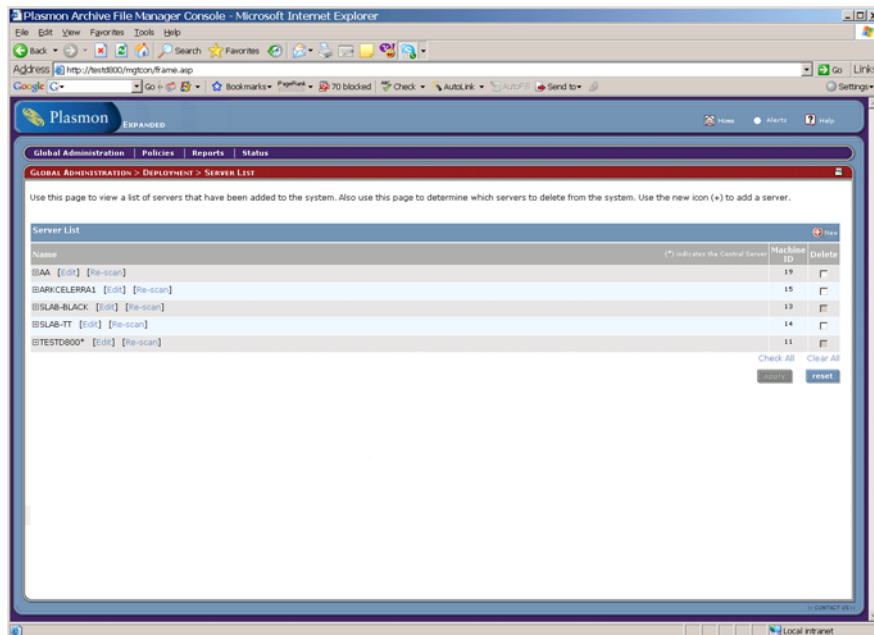 Plasmon Archive File Manager Console - Microsoft Internet Explorer
File Edit View Favorites Tools Help
Back Search Favorites
Address http://testd800/mgtcon/frame.asp Go Links
Google G Go Bookmarks PageRank 70 blocked Check AutoLink AutoFill Send to Settings
Plasmon EXPANDED Home Alerts ? Help
Global Administration | Policies | Reports | Status
GLOBAL ADMINISTRATION > DEPLOYMENT > SERVER LIST
Use this page to view a list of servers that have been added to the system. Also use this page to determine which servers to delete from the system. Use the new icon (+) to add a server.
Server List New
Name (*) indicates the Central Server Machine ID Delete
AA [Edit] [Re-scan] 19
ARKCELERRA1 [Edit] [Re-scan] 15
SLAB-BLACK [Edit] [Re-scan] 13
SLAB-TT [Edit] [Re-scan] 14
TESTD800* [Edit] [Re-scan] 11
Check All Clear All
apply reset
>> CONTACT US <<
Local intranet